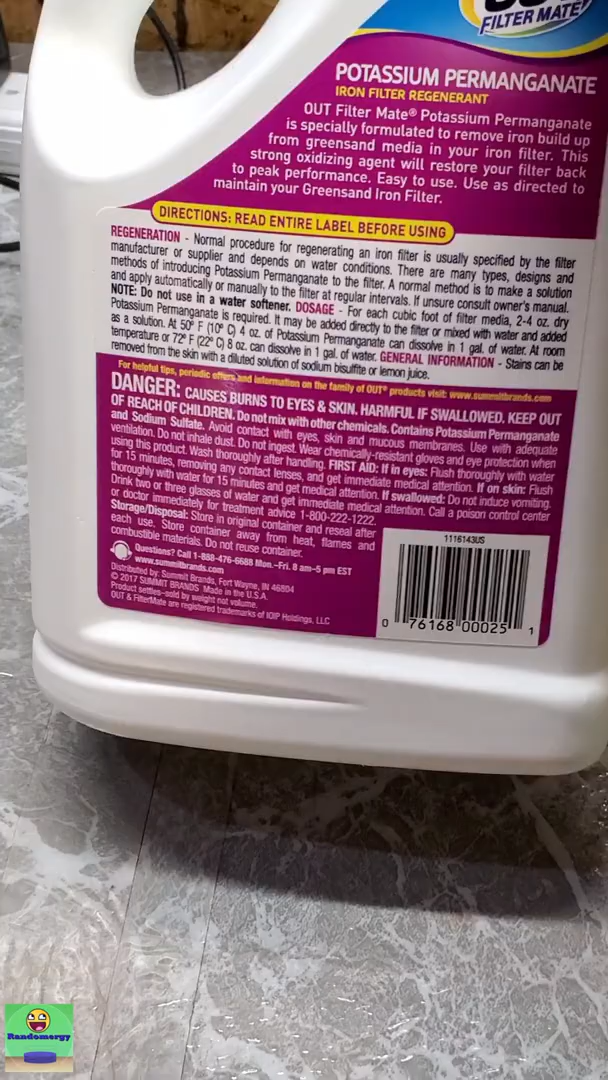 FILTER MATE
POTASSIUM PERMANGANATE
IRON FILTER REGENERANT
OUT Filter Mate® Potassium Permanganate
is specially formulated to remove iron build up
from greensand media in your iron filter. This
strong oxidizing agent will restore your filter back
to peak performance. Easy to use. Use as directed to
maintain your Greensand Iron Filter.
DIRECTIONS: READ ENTIRE LABEL BEFORE USING
REGENERATION - Normal procedure for regenerating an iron filter is usually specified by the filter
manufacturer or supplier and depends on water conditions. There are many types, designs and
methods of introducing Potassium Permanganate to the filter. A normal method is to make a solution
and apply automatically or manually to the filter at regular intervals. If unsure consult owner's manual.
NOTE: Do not use in a water softener. DOSAGE - For each cubic foot of filter media, 2-4 oz. dry
Potassium Permanganate is required. It may be added directly to the filter or mixed with water and added
as a solution. At 50° F (10° C) 4 oz. of Potassium Permanganate can dissolve in 1 gal. of water. At room
temperature or 72° F (22° C) 8 oz. can dissolve in 1 gal. of water. GENERAL INFORMATION - Stains can be
removed from the skin with a diluted solution of sodium bisulfite or lemon juice.
For helpful tips, periodic offers and information on the family of OUT® products visit: www.summitbrands.com
DANGER: CAUSES BURNS TO EYES & SKIN. HARMFUL IF SWALLOWED. KEEP OUT
OF REACH OF CHILDREN. Do not mix with other chemicals. Contains Potassium Permanganate
and Sodium Sulfate. Avoid contact with eyes, skin and mucous membranes. Use with adequate
ventilation. Do not inhale dust. Do not ingest. Wear chemically-resistant gloves and eye protection when
using this product. Wash thoroughly after handling. FIRST AID: If in eyes: Flush thoroughly with water
for 15 minutes, removing any contact lenses, and get immediate medical attention. If on skin: Flush
thoroughly with water for 15 minutes and get medical attention. If swallowed: Do not induce vomiting.
Drink two or three glasses of water and get immediate medical attention. Call a poison control center
or doctor immediately for treatment advice 1-800-222-1222.
Storage/Disposal: Store in original container and reseal after
each use. Store container away from heat, flames and
combustible materials. Do not reuse container.
Questions? Call 1-888-476-6688 Mon.-Fri. 8 am-5 pm EST
www.summitbrands.com
Distributed by: Summit Brands, Fort Wayne, IN 46804
© 2017 SUMMIT BRANDS Made in the U.S.A.
Product settles-sold by weight not volume.
OUT & FilterMate are registered trademarks of IOIP Holdings, LLC
1116143US
0 76168 00025 1
Randomergy